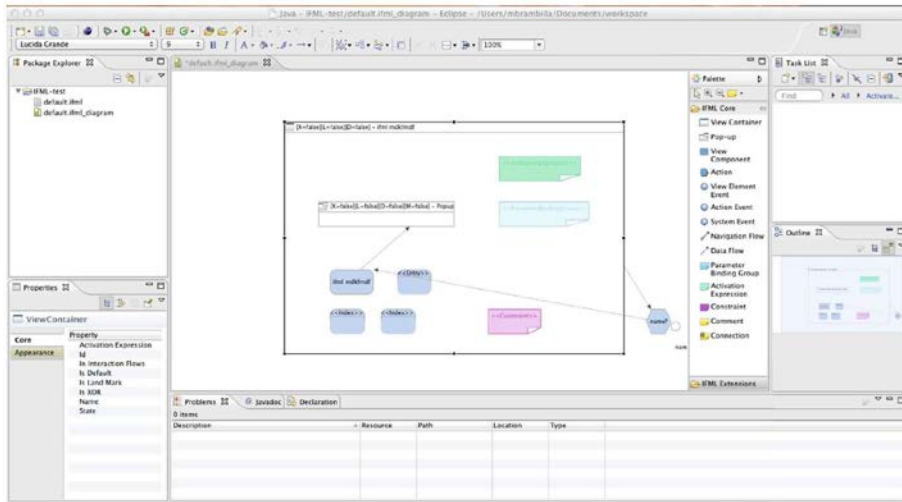 Java - IFML-test/default.ifml_diagram - Eclipse - /Users/mbrambilla/Documents/workspace
Lucida Grande
9
B I
A
100%
Java
Package Explorer
IFML-test
default.ifml
default.ifml_diagram
*default.ifml_diagram
[X=false][L=false][D=false] - ifml mdklmdf
[X=false][L=false][D=false][M=false] - Popup
ifml mdklmdf
<<Index>>
<<Index>>
name?
Palette
IFML Core
View Container
Pop-up
View
Component
Action
View Element
Event
Action Event
System Event
Navigation Flow
Data Flow
Parameter
Binding Group
Activation
Expression
Constraint
Comment
Connection
IFML Extensions
Task List
Find
All
Activate...
Outline
Properties
ViewContainer
Core
Appearance
Property
Activation Expression
Id
Is Interaction Flows
Is Default
Is Land Mark
Is XOR
Name
State
Problems
Javadoc
Declaration
0 items
Description
Resource
Path
Location
Type